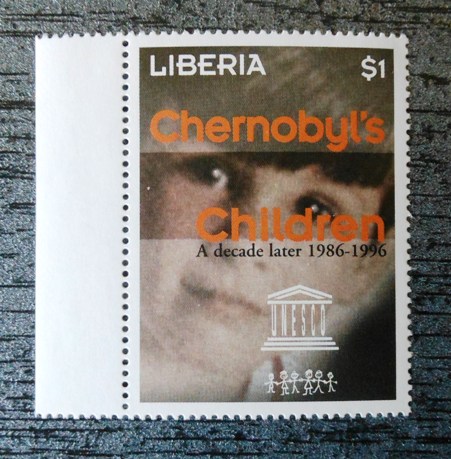 LIBERIA $1
Chernobyl's
Children
A decade later 1986-1996
UNESCO